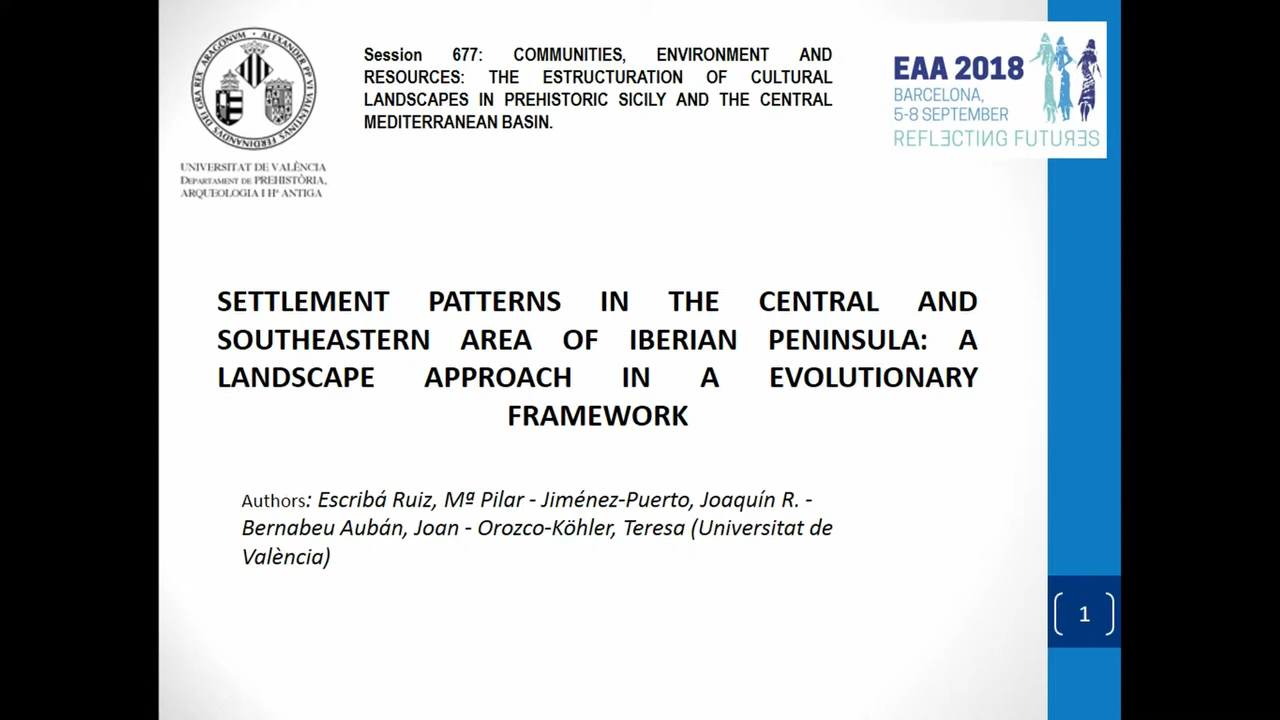 Session 677: COMMUNITIES, ENVIRONMENT AND
RESOURCES: THE ESTRUCTURATION OF CULTURAL
LANDSCAPES IN PREHISTORIC SICILY AND THE CENTRAL
MEDITERRANEAN BASIN.
EAA 2018
BARCELONA,
5-8 SEPTEMBER
REFLECTING FUTURES
UNIVERSITAT DE VALÈNCIA
DEPARTAMENT DE PREHISTÒRIA,
ARQUEOLOGIA I Hª ANTIGA
SETTLEMENT PATTERNS IN THE CENTRAL AND
SOUTHEASTERN AREA OF IBERIAN PENINSULA: A
LANDSCAPE APPROACH IN A EVOLUTIONARY
FRAMEWORK
Authors: Escribá Ruiz, Mª Pilar - Jiménez-Puerto, Joaquín R. -
Bernabeu Aubán, Joan - Orozco-Köhler, Teresa (Universitat de
València)
1